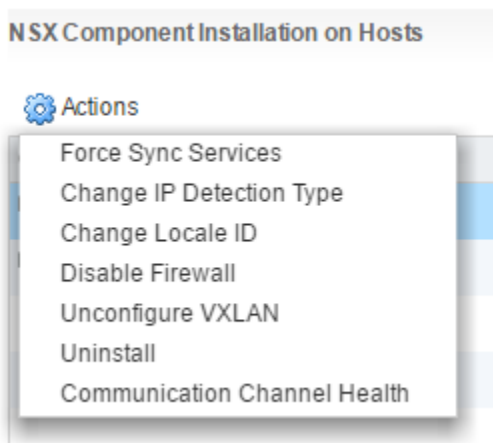 NSX Component Installation on Hosts
Actions
Force Sync Services
Change IP Detection Type
Change Locale ID
Disable Firewall
Unconfigure VXLAN
Uninstall
Communication Channel Health